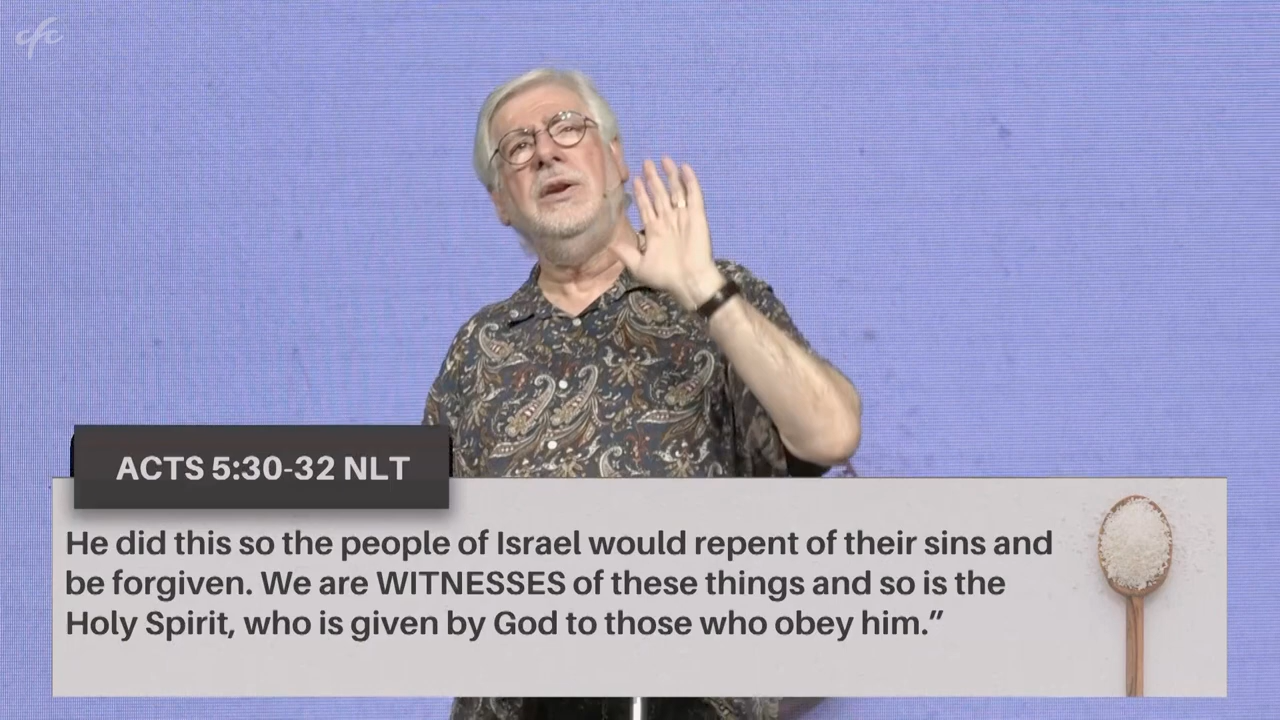 cfc
ACTS 5:30-32 NLT
He did this so the people of Israel would repent of their sins and
be forgiven. We are WITNESSES of these things and so is the
Holy Spirit, who is given by God to those who obey him.”